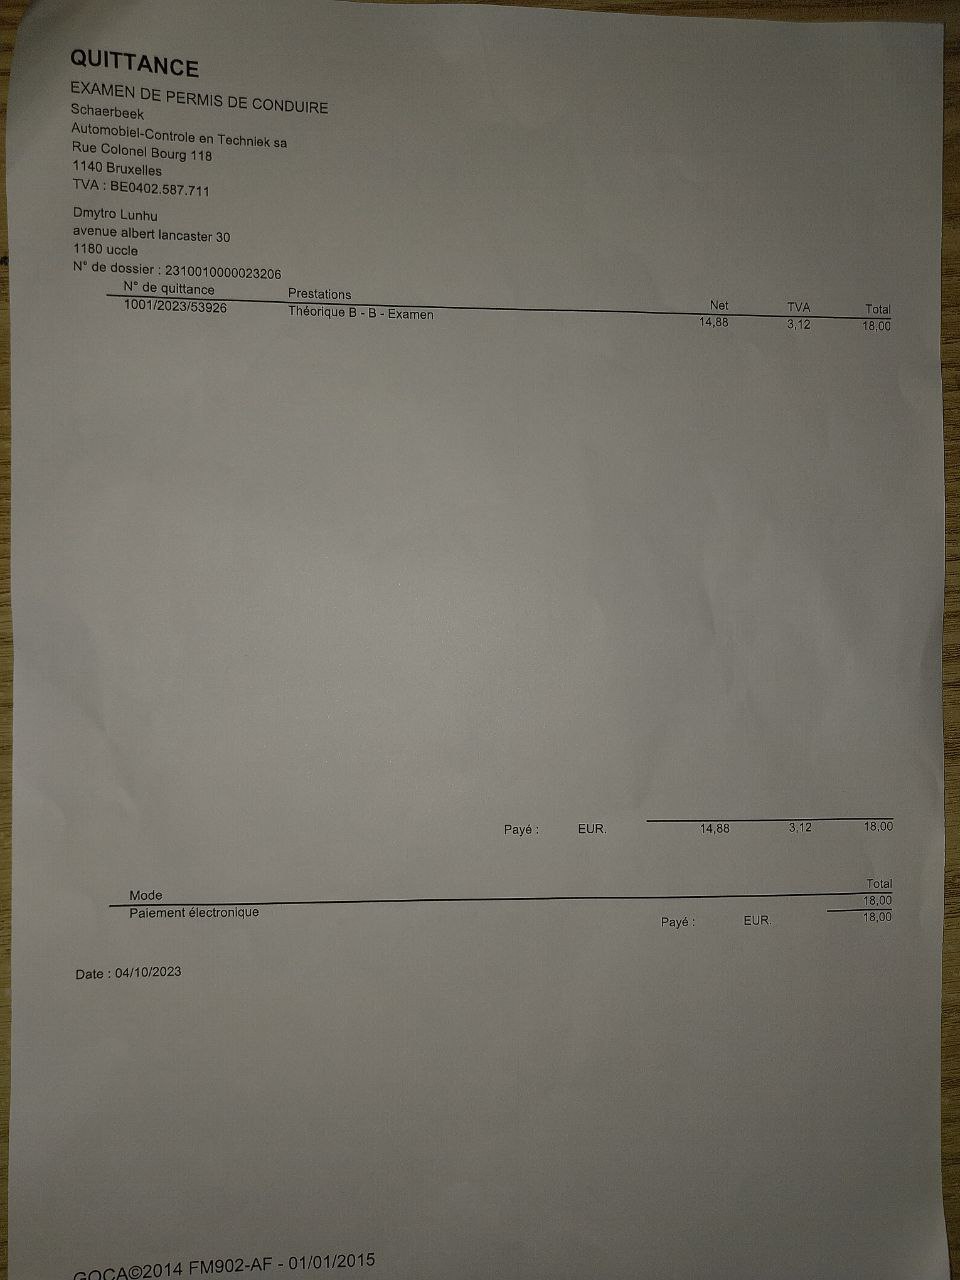 QUITTANCE
EXAMEN DE PERMIS DE CONDUIRE
Schaerbeek
Automobiel-Controle en Techniek sa
Rue Colonel Bourg 118
1140 Bruxelles
TVA : BE0402.587.711
Dmytro Lunhu
avenue albert lancaster 30
1180 uccle
N° de dossier : 2310010000023206
N° de quittance Prestations Net TVA Total
1001/2023/53926 Théorique B - B - Examen 14,88 3,12 18,00
Payé : EUR. 14,88 3,12 18,00
Mode Total
Paiement électronique 18,00
Payé : EUR. 18,00
Date : 04/10/2023
GOCA©2014 FM902-AF - 01/01/2015